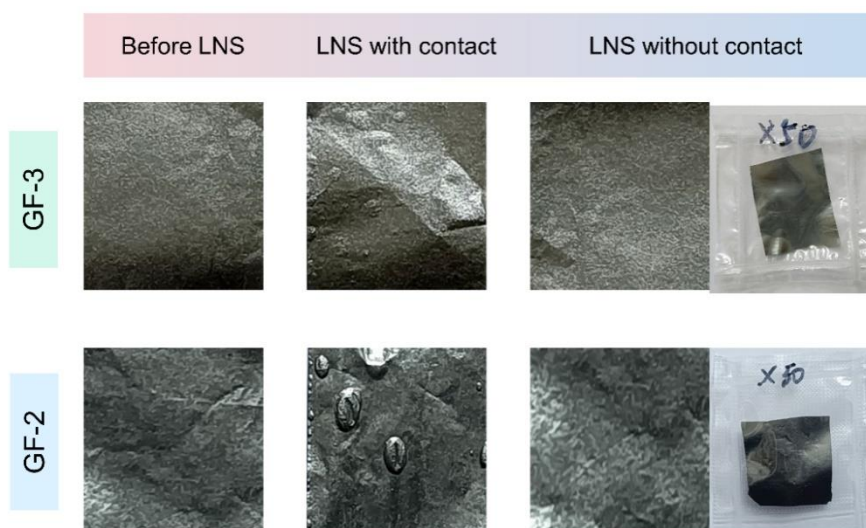 Before LNS LNS with contact LNS without contact
GF-3
X50
GF-2
X50